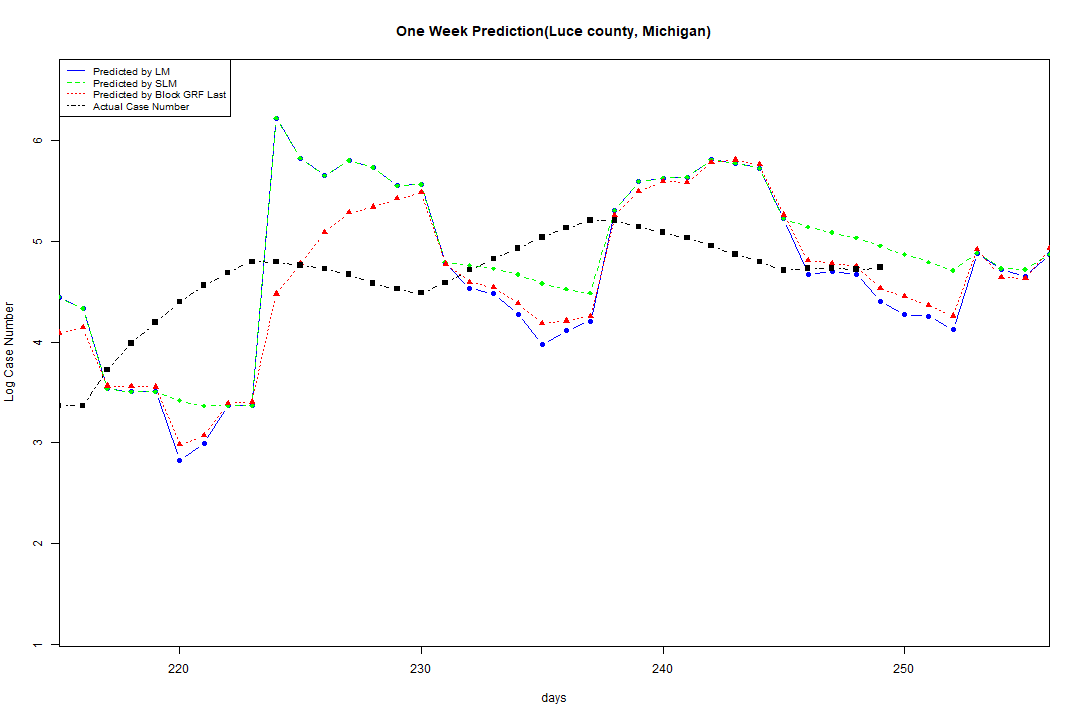 One Week Prediction(Luce county, Michigan)
Predicted by LM
Predicted by SLM
Predicted by Block GRF Last
Actual Case Number
6
5
4
3
2
1
Log Case Number
220 230 240 250
days